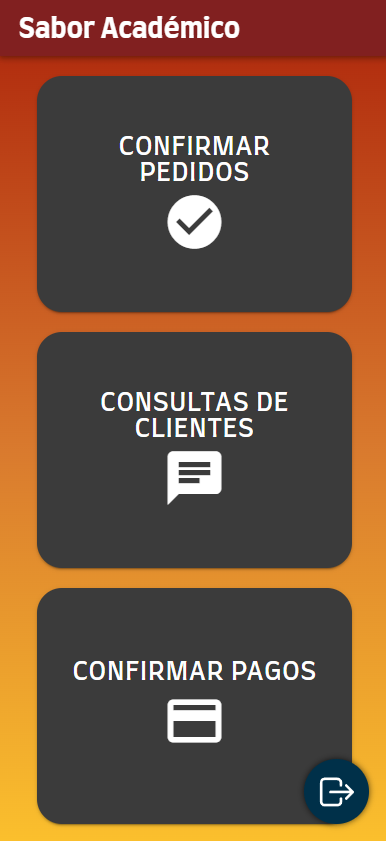 Sabor Académico
CONFIRMAR
PEDIDOS
CONSULTAS DE
CLIENTES
CONFIRMAR PAGOS